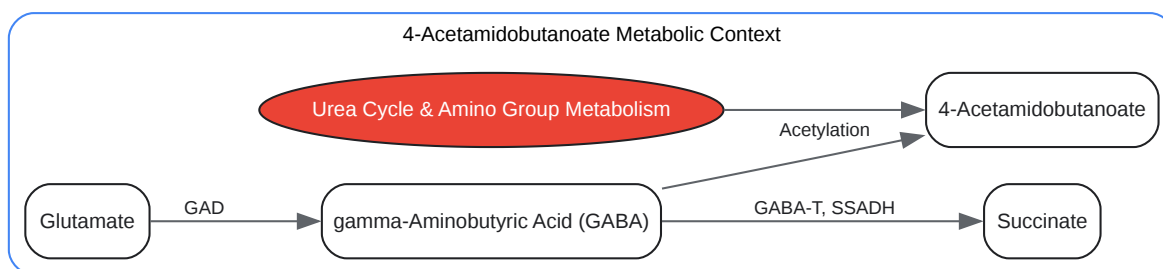 4-Acetamidobutanoate Metabolic Context
Urea Cycle & Amino Group Metabolism
4-Acetamidobutanoate
Acetylation
Glutamate
GAD
gamma-Aminobutyric Acid (GABA)
GABA-T, SSADH
Succinate